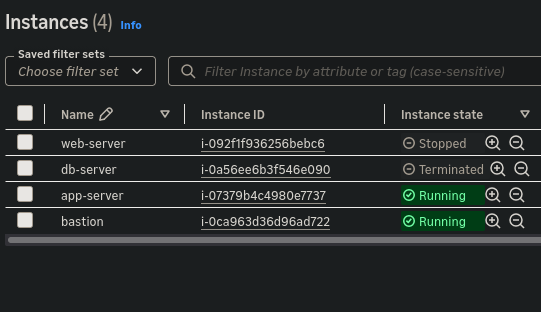 Instances (4) Info
Saved filter sets
Choose filter set
Filter Instance by attribute or tag (case-sensitive)
Name Instance ID Instance state
web-server i-092f1f936256bebc6 Stopped
db-server i-0a56ee6b3f546e090 Terminated
app-server i-07379b4c4980e7737 Running
bastion i-0ca963d36d96ad722 Running